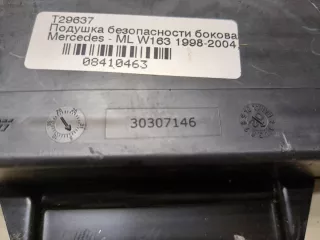 T29637
Подушка безопасности бокова
Mercedes - ML W163 1998-2004
08410463
30307146